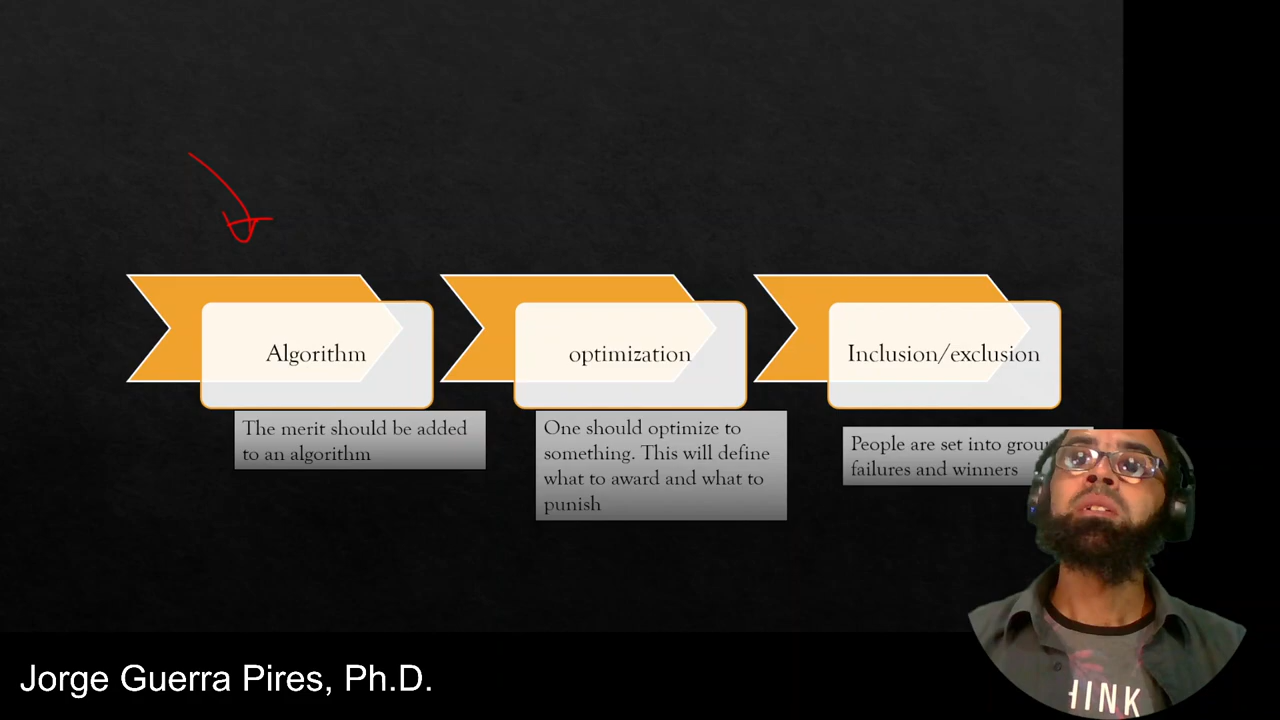 Algorithm
optimization
Inclusion/exclusion
The merit should be added
to an algorithm
One should optimize to
something. This will define
what to award and what to
punish
People are set into
failures and winners
Jorge Guerra Pires, Ph.D.